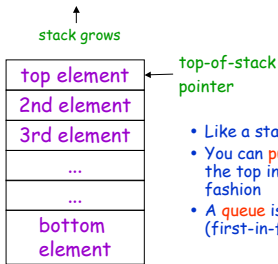 stack grows
top element
top-of-stack
pointer
2nd element
3rd element
...
...
bottom
element
• Like a sta
• You can
the top in
fashion
• A queue is
(first-in-